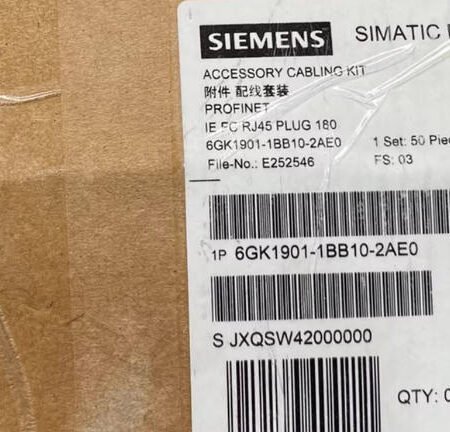 SIEMENS SIMATIC
ACCESSORY CABLING KIT
附件 配线套装
PROFINET
IE FC RJ45 PLUG 180
6GK1901-1BB10-2AE0 1 Set: 50
File-No.: E252546 FS: 03
1P 6GK1901-1BB10-2AE0
S JXQSW42000000
QTY: